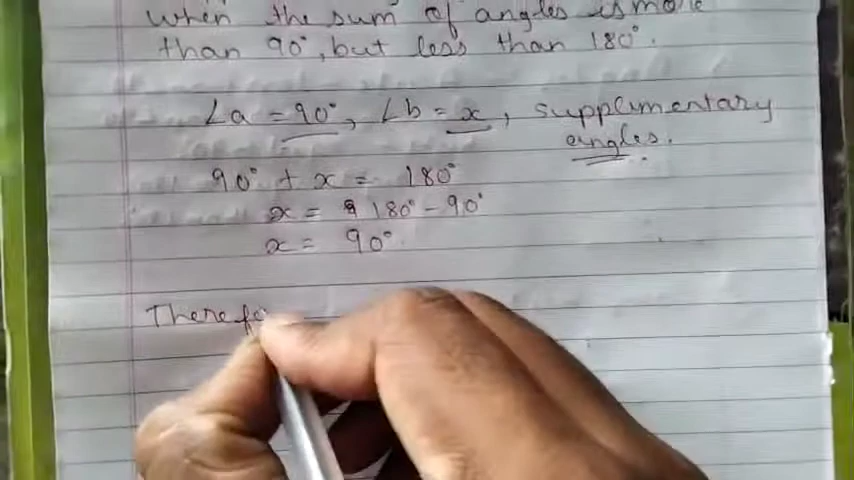 when the sum of angles is more
than 90°, but less than 180°.
∠a = 90°, ∠b = x, supplimentary
angles.
90° + x = 180°
x = 180° - 90°
x = 90°
Therefo